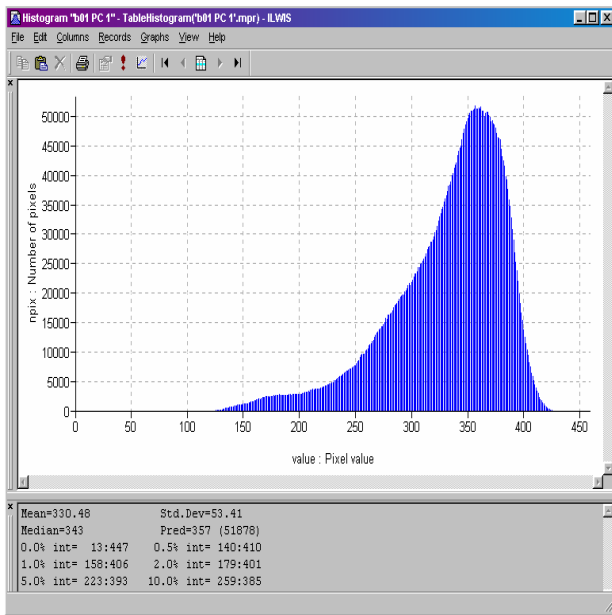 Histogram "b01 PC 1" - TableHistogram('b01 PC 1'.mpr) - ILWIS
File Edit Columns Records Graphs View Help
50000
45000
40000
35000
30000
25000
20000
15000
10000
5000
0
npix : Number of pixels
0 50 100 150 200 250 300 350 400 450
value : Pixel value
Mean=330.48 Std.Dev=53.41
Median=343 Pred=357 (51878)
0.0% int= 13:447 0.5% int= 140:410
1.0% int= 158:406 2.0% int= 179:401
5.0% int= 223:393 10.0% int= 259:385